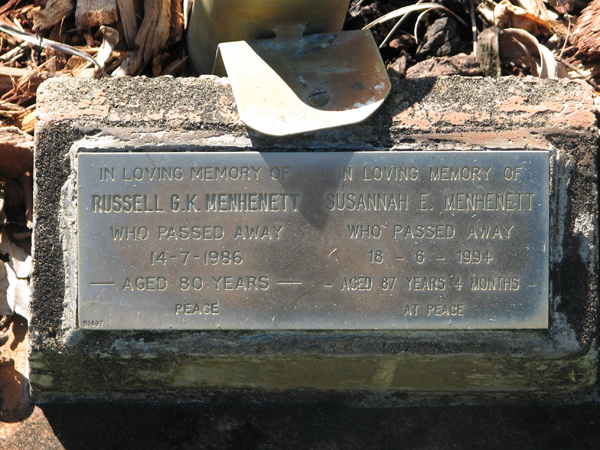 IN LOVING MEMORY OF
RUSSELL G.K. MENHENETT
WHO PASSED AWAY
14-7-1986
— AGED 80 YEARS —
PEACE
IN LOVING MEMORY OF
SUSANNAH E. MENHENETT
WHO PASSED AWAY
18 - 6 - 1994
- AGED 87 YEARS 4 MONTHS -
AT PEACE